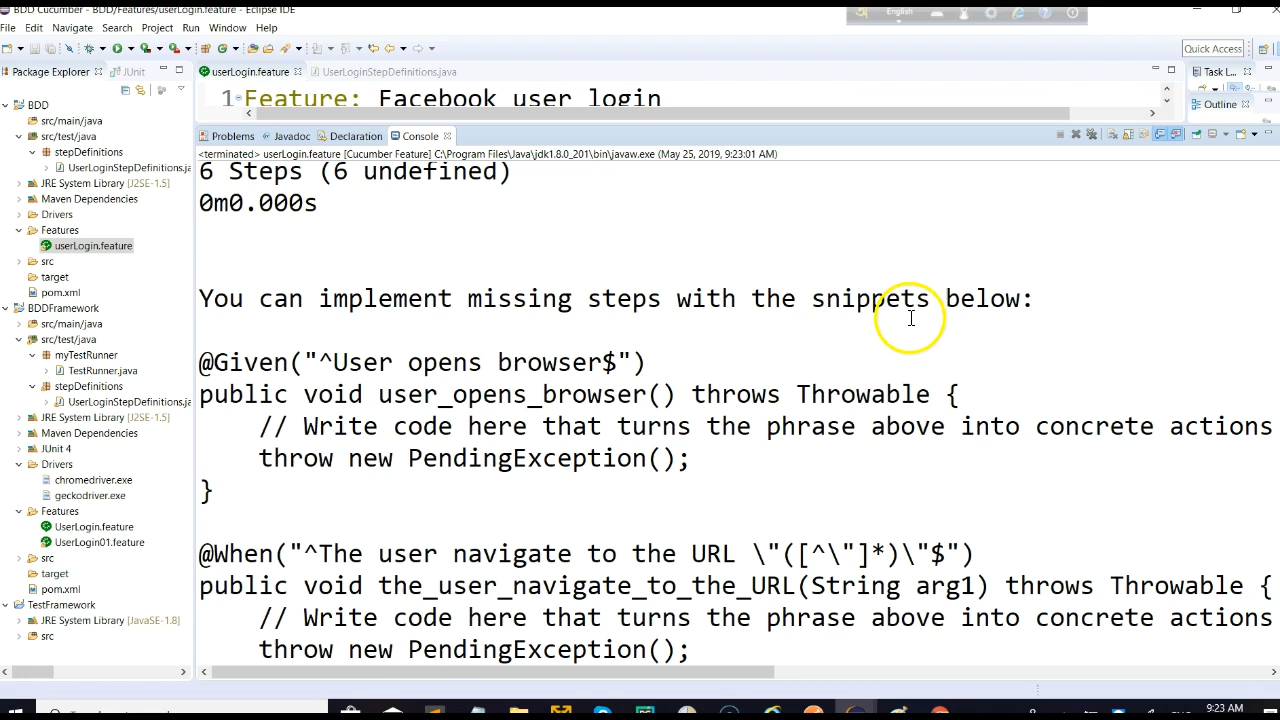 BDD Cucumber - BDD/Features/userLogin.feature - Eclipse IDE
File Edit Navigate Search Project Run Window Help
English
Quick Access
Package Explorer JUnit
userLogin.feature UserLoginStepDefinitions.java
Task L...
Outline
1 Feature: Facebook user login
Problems Javadoc Declaration Console
<terminated> userLogin.feature [Cucumber Feature] C:\Program Files\Java\jdk1.8.0_201\bin\javaw.exe (May 25, 2019, 9:23:01 AM)
BDD
src/main/java
src/test/java
stepDefinitions
UserLoginStepDefinitions.ja
JRE System Library [J2SE-1.5]
Maven Dependencies
Drivers
Features
userLogin.feature
src
target
pom.xml
BDDFramework
src/main/java
src/test/java
myTestRunner
TestRunner.java
stepDefinitions
UserLoginStepDefinitions.ja
JRE System Library [J2SE-1.5]
Maven Dependencies
JUnit 4
Drivers
chromedriver.exe
geckodriver.exe
Features
UserLogin.feature
UserLogin01.feature
src
target
pom.xml
TestFramework
JRE System Library [JavaSE-1.8]
src
6 Steps (6 undefined)
0m0.000s
You can implement missing steps with the snippets below:
@Given("^User opens browser$")
public void user_opens_browser() throws Throwable {
// Write code here that turns the phrase above into concrete actions
throw new PendingException();
}
@When("^The user navigate to the URL \"([^\"]*)\"$")
public void the_user_navigate_to_the_URL(String arg1) throws Throwable {
// Write code here that turns the phrase above into concrete actions
throw new PendingException();
9:23 AM